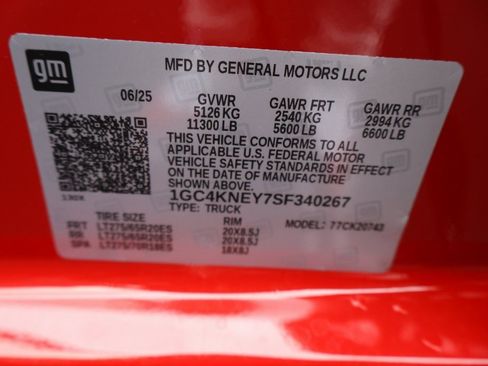 gm
MFD BY GENERAL MOTORS LLC
06/25 GVWR GAWR FRT GAWR RR
5126 KG 2540 KG 2994 KG
11300 LB 5600 LB 6600 LB
THIS VEHICLE CONFORMS TO ALL
APPLICABLE U.S. FEDERAL MOTOR
VEHICLE SAFETY STANDARDS IN EFFECT
ON THE DATE OF MANUFACTURE
SHOWN ABOVE.
1GC4KNEY7SF340267
TYPE: TRUCK MODEL: 77CK20743
TIRE SIZE RIM
FRT LT275/65R20ES 20X8.5J
RR LT275/65R20ES 20X8.5J
SPA LT275/70R18ES 18X8J